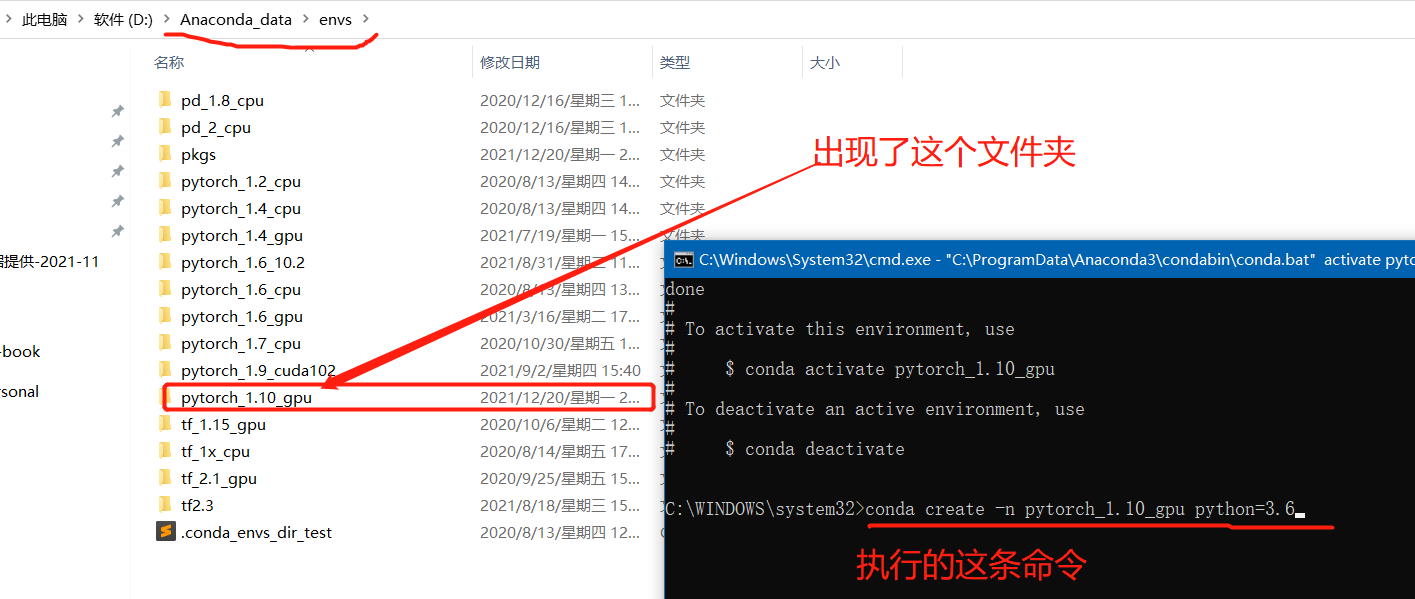 此电脑 > 软件 (D:) > Anaconda_data > envs >
名称 修改日期 类型 大小
pd_1.8_cpu 2020/12/16/星期三 1... 文件夹
pd_2_cpu 2020/12/16/星期三 1... 文件夹
pkgs 2021/12/20/星期一 2... 文件夹
pytorch_1.2_cpu 2020/8/13/星期四 14... 文件夹
pytorch_1.4_cpu 2020/8/13/星期四 14... 文件夹
pytorch_1.4_gpu 2021/7/19/星期一 15... 文件夹
pytorch_1.6_10.2 2021/8/31/星期二 11...
pytorch_1.6_cpu 2020/8/13/星期四 13...
pytorch_1.6_gpu 2021/3/16/星期二 17...
pytorch_1.7_cpu 2020/10/30/星期五 1...
pytorch_1.9_cuda102 2021/9/2/星期四 15:40
pytorch_1.10_gpu 2021/12/20/星期一 2...
tf_1.15_gpu 2020/10/6/星期二 12...
tf_1x_cpu 2020/8/14/星期五 17...
tf_2.1_gpu 2020/9/25/星期五 15...
tf2.3 2021/8/18/星期三 15...
.conda_envs_dir_test 2020/8/13/星期四 12...
提供-2021-11
-book
rsonal
出现了这个文件夹
C:\Windows\System32\cmd.exe - "C:\ProgramData\Anaconda3\condabin\conda.bat" activate pyto
done
#
# To activate this environment, use
#
# $ conda activate pytorch_1.10_gpu
#
# To deactivate an active environment, use
#
# $ conda deactivate
C:\WINDOWS\system32>conda create -n pytorch_1.10_gpu python=3.6
执行的这条命令